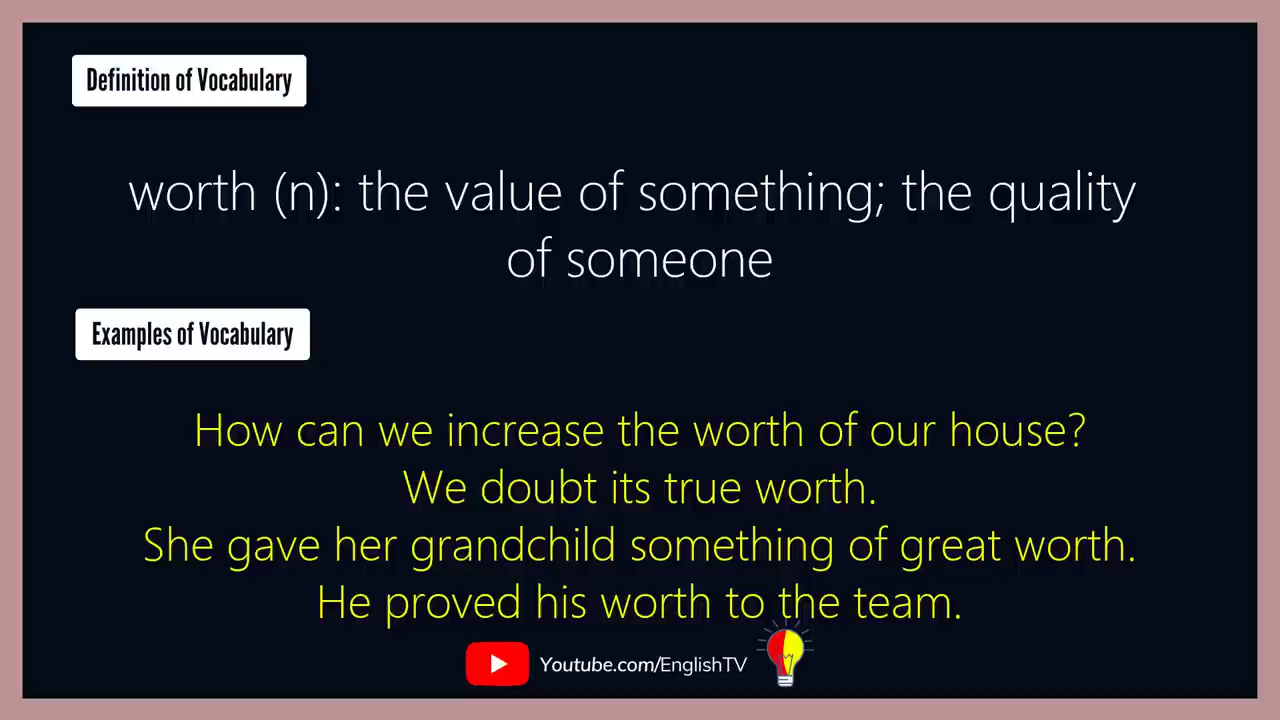 Definition of Vocabulary
worth (n): the value of something; the quality
of someone
Examples of Vocabulary
How can we increase the worth of our house?
We doubt its true worth.
She gave her grandchild something of great worth.
He proved his worth to the team.
Youtube.com/EnglishTV